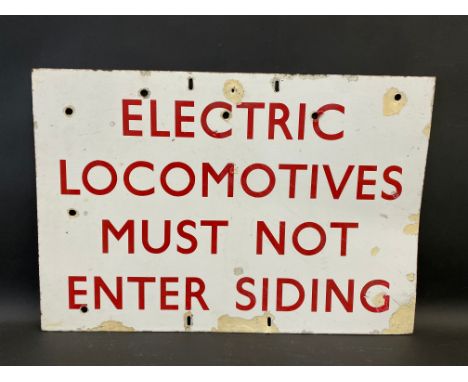 ELECTRIC
LOCOMOTIVES
MUST NOT
ENTER SIDING